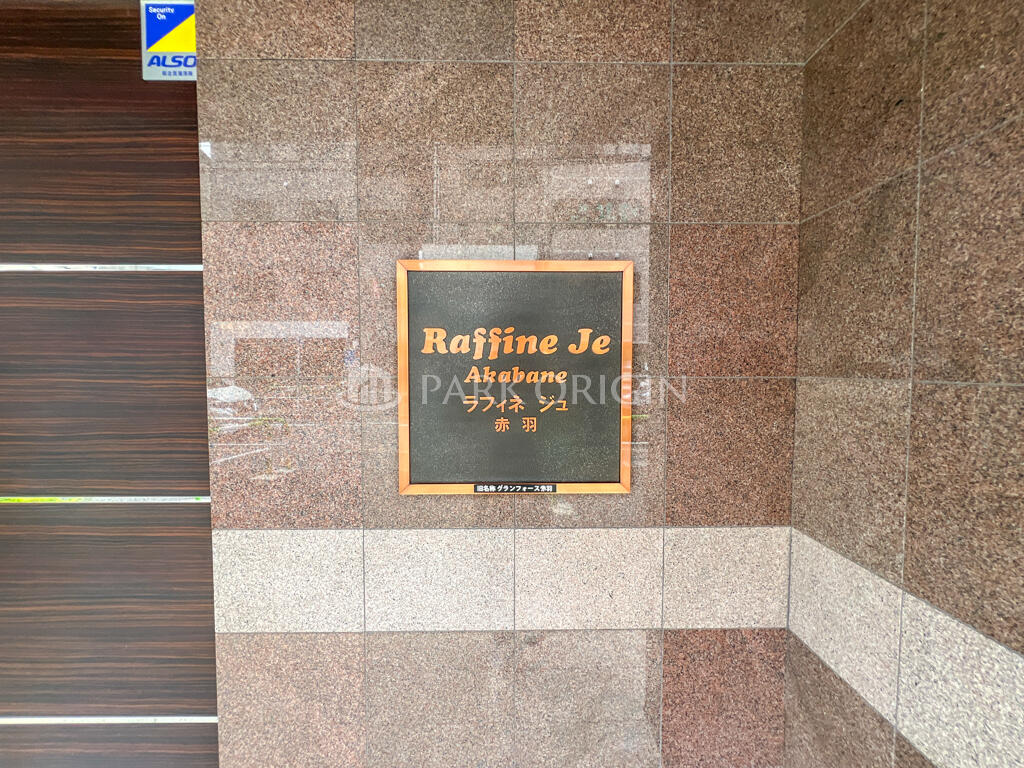 Security
On
ALSO
Raffine Je
Akabane
ラフィネ ジュ
赤 羽
PARK ORIGIN
旧名称 グランフォース赤羽